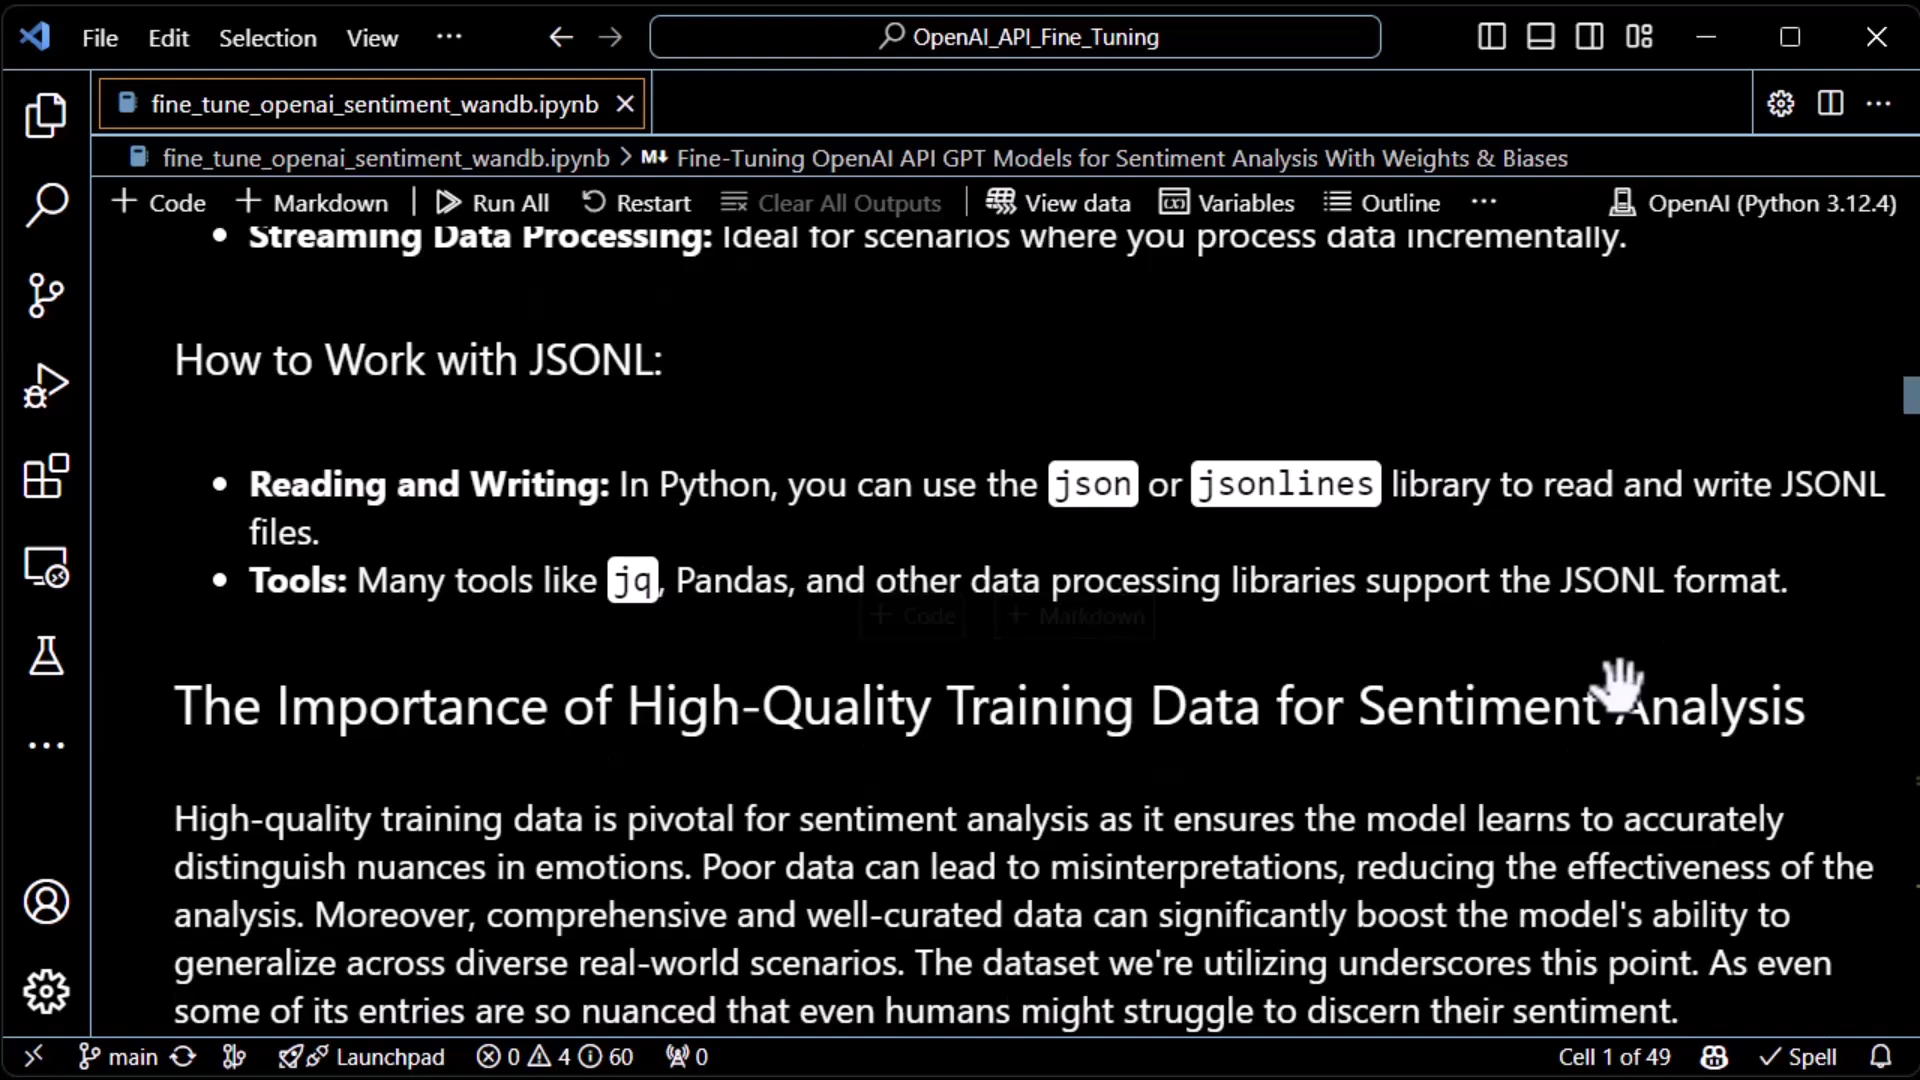 File Edit Selection View ··· OpenAI_API_Fine_Tuning
fine_tune_openai_sentiment_wandb.ipynb
fine_tune_openai_sentiment_wandb.ipynb > M↓ Fine-Tuning OpenAI API GPT Models for Sentiment Analysis With Weights & Biases
+ Code + Markdown | Run All Restart Clear All Outputs | View data Variables Outline ··· OpenAI (Python 3.12.4)
• Streaming Data Processing: Ideal for scenarios where you process data incrementally.
How to Work with JSONL:
• Reading and Writing: In Python, you can use the json or jsonlines library to read and write JSONL
files.
• Tools: Many tools like jq, Pandas, and other data processing libraries support the JSONL format.
+ Code + Markdown
The Importance of High-Quality Training Data for Sentiment Analysis
High-quality training data is pivotal for sentiment analysis as it ensures the model learns to accurately
distinguish nuances in emotions. Poor data can lead to misinterpretations, reducing the effectiveness of the
analysis. Moreover, comprehensive and well-curated data can significantly boost the model's ability to
generalize across diverse real-world scenarios. The dataset we're utilizing underscores this point. As even
some of its entries are so nuanced that even humans might struggle to discern their sentiment.
main Launchpad 0 4 60 0 Cell 1 of 49 Spell